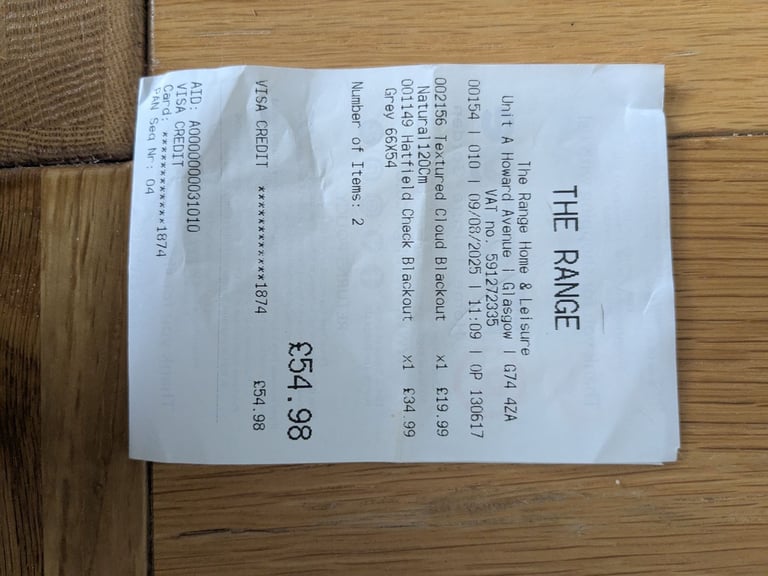 THE RANGE
The Range Home & Leisure
Unit A Howard Avenue | Glasgow | G74 4ZA
VAT no. 591272335
00154 | 010 | 09/08/2025 | 11:09 | OP 130617
002156 Textured Cloud Blackout x1 £19.99
Natural120Cm
001149 Hatfield Check Blackout x1 £34.99
Grey 66X54
Number of Items: 2
£54.98
VISA CREDIT ************1874 £54.98
AID: A0000000031010
VISA CREDIT
Card: ************1874
PAN Seq Nr: 04